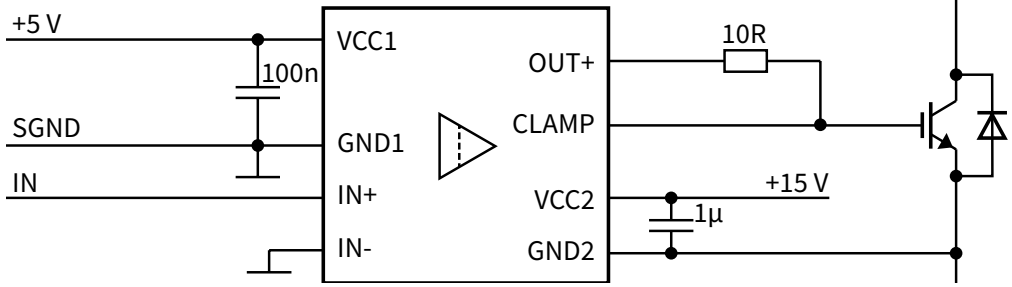 +5 V
VCC1
100n
SGND
GND1
IN
IN+
IN-
OUT+
10R
CLAMP
VCC2
+15 V
1µ
GND2